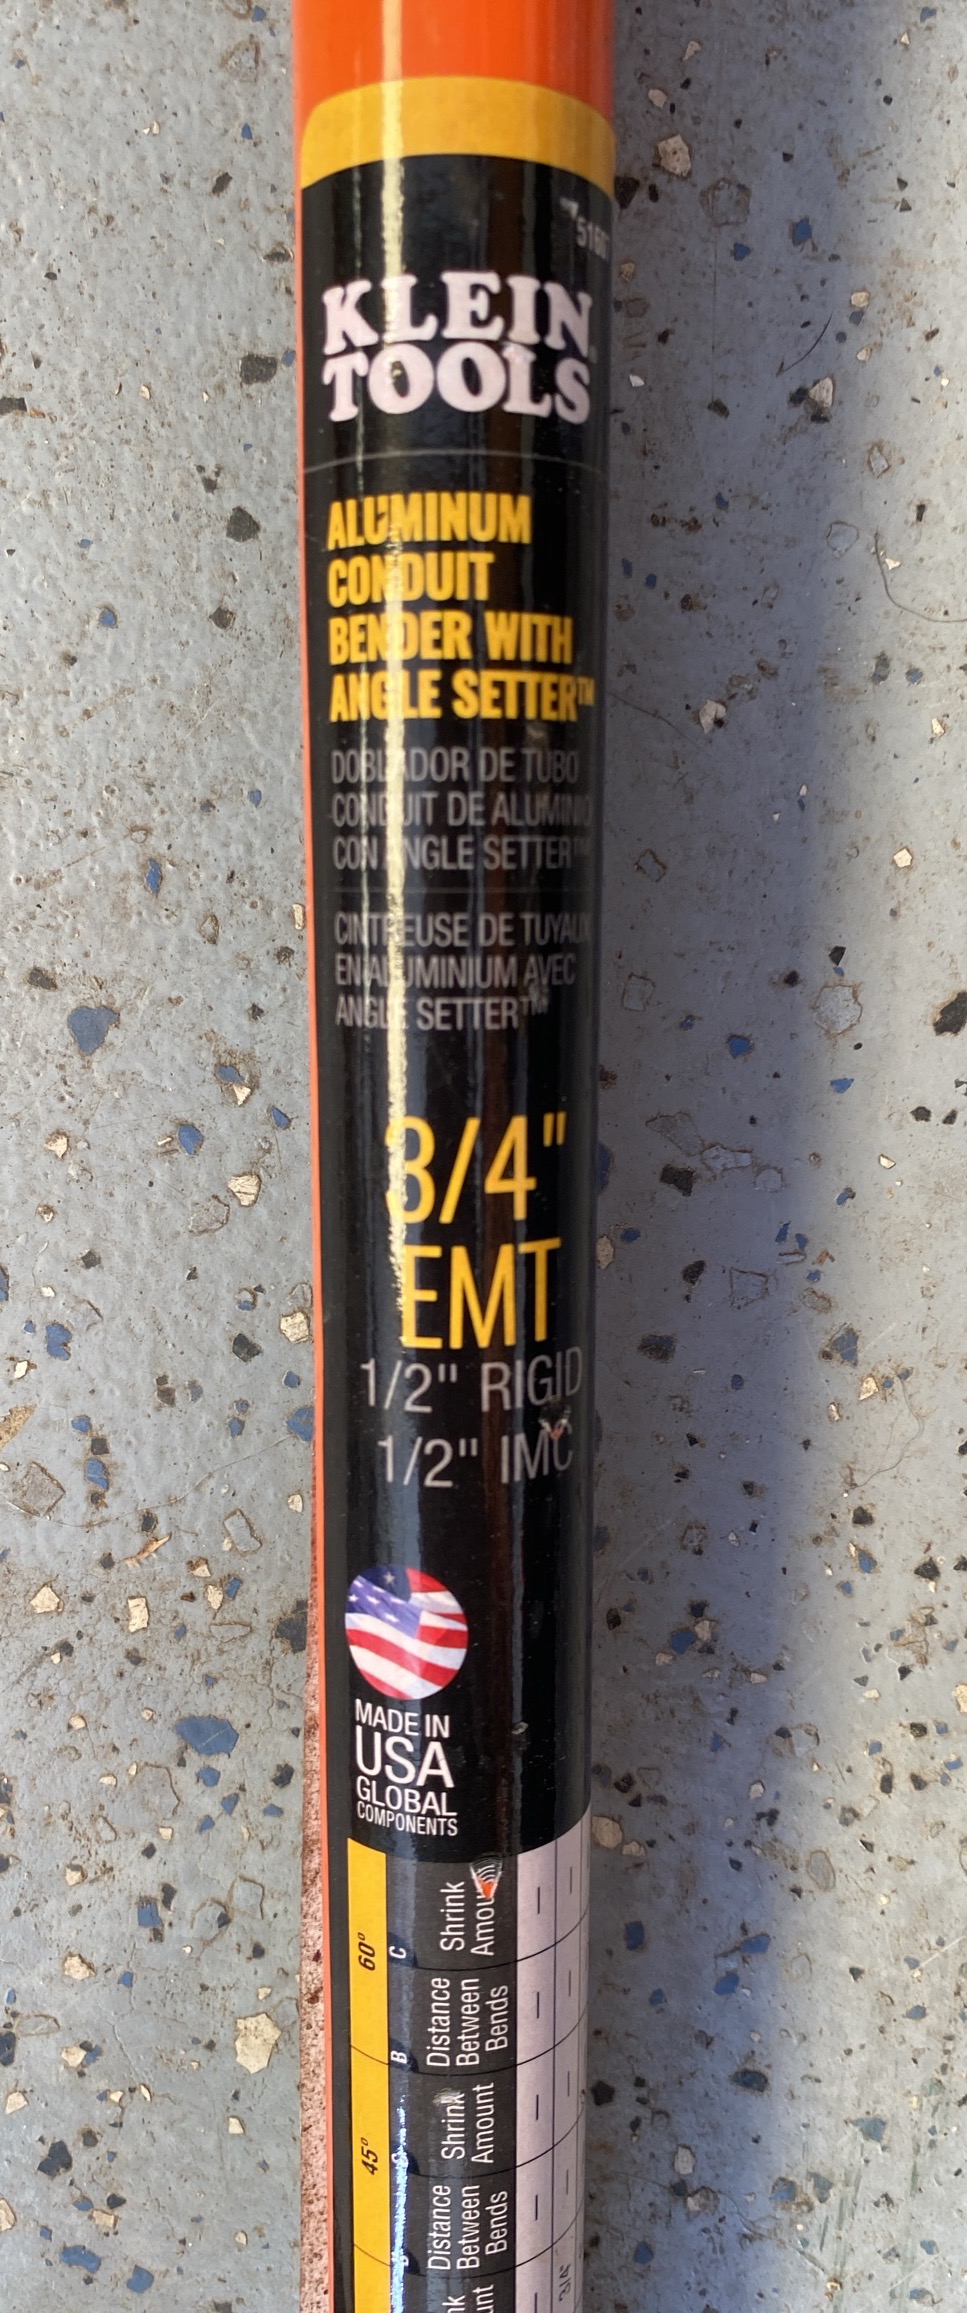 KLEIN
TOOLS
ALUMINUM
CONDUIT
BENDER WITH
ANGLE SETTER™
DOBLADOR DE TUBO
CONDUIT DE ALUMINIO
CON ANGLE SETTER™
CINTREUSE DE TUYAUX
EN ALUMINIUM AVEC
ANGLE SETTER™
3/4"
EMT
1/2" RIGID
1/2" IMC
MADE IN
USA
GLOBAL
COMPONENTS
60°
C
Shrink
B
Distance
Between
Bends
45°
Shrink
Amount
Distance
Between
Bends